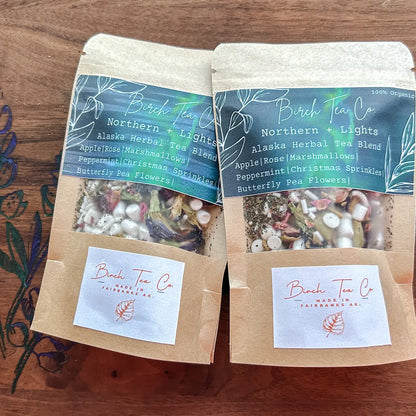 Birch Tea Co
Northern + Lights
Alaska Herbal Tea Blend
Apple|Rose|Marshmallows|
Peppermint|Christmas Sprinkles|
Butterfly Pea Flowers|
Birch Tea Co
MADE IN
FAIRBANKS AK.
100% Organic
Birch Tea Co
Northern + Lights
Alaska Herbal Tea Blend
Apple|Rose|Marshmallows|
Peppermint|Christmas Sprinkles|
Butterfly Pea Flowers|
Birch Tea Co
MADE IN
FAIRBANKS AK.